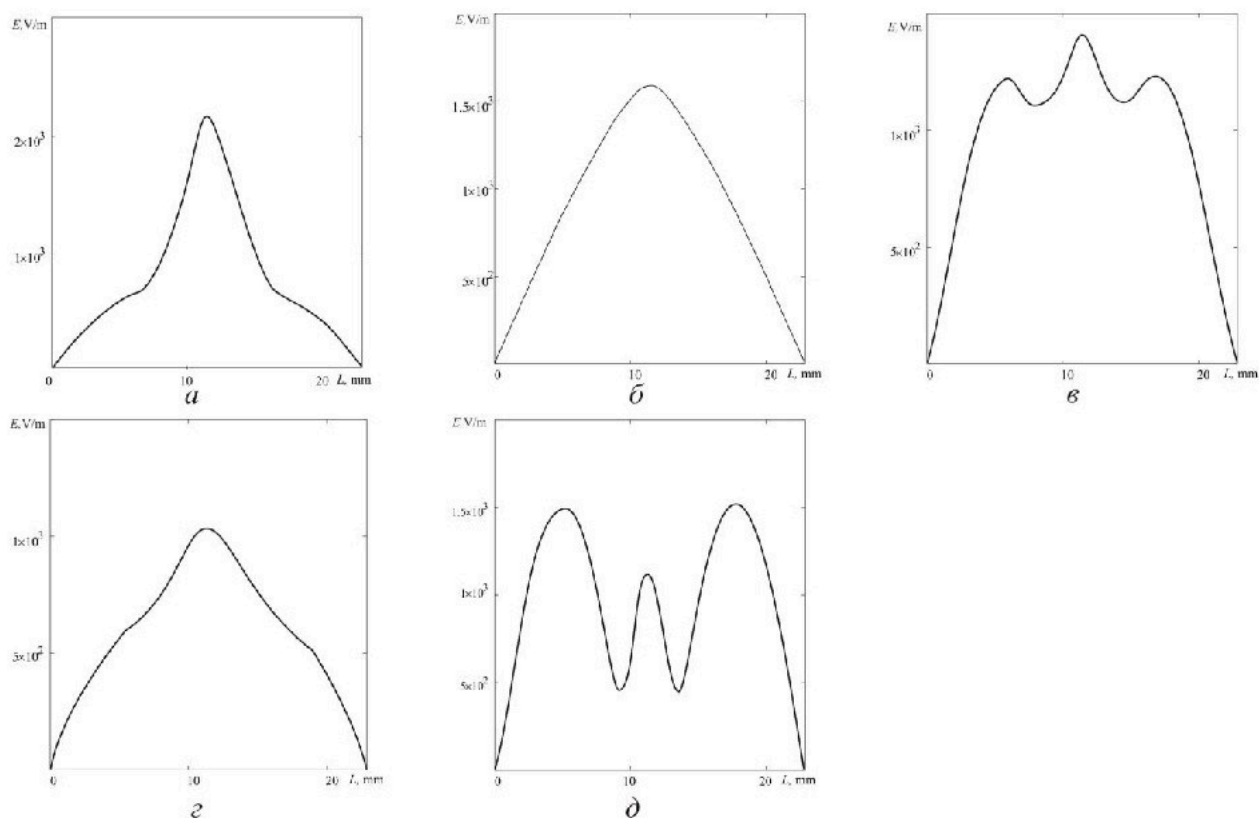 E,V/m
2×10³
1×10³
0 10 20 L, mm
а
E,V/m
1.5×10³
1×10³
5×10²
0 10 20 L, mm
б
E,V/m
1×10³
5×10²
0 10 20 L, mm
в
E,V/m
1×10³
5×10²
0 10 20 L, mm
г
E,V/m
1.5×10³
1×10³
5×10²
0 10 20 L, mm
д